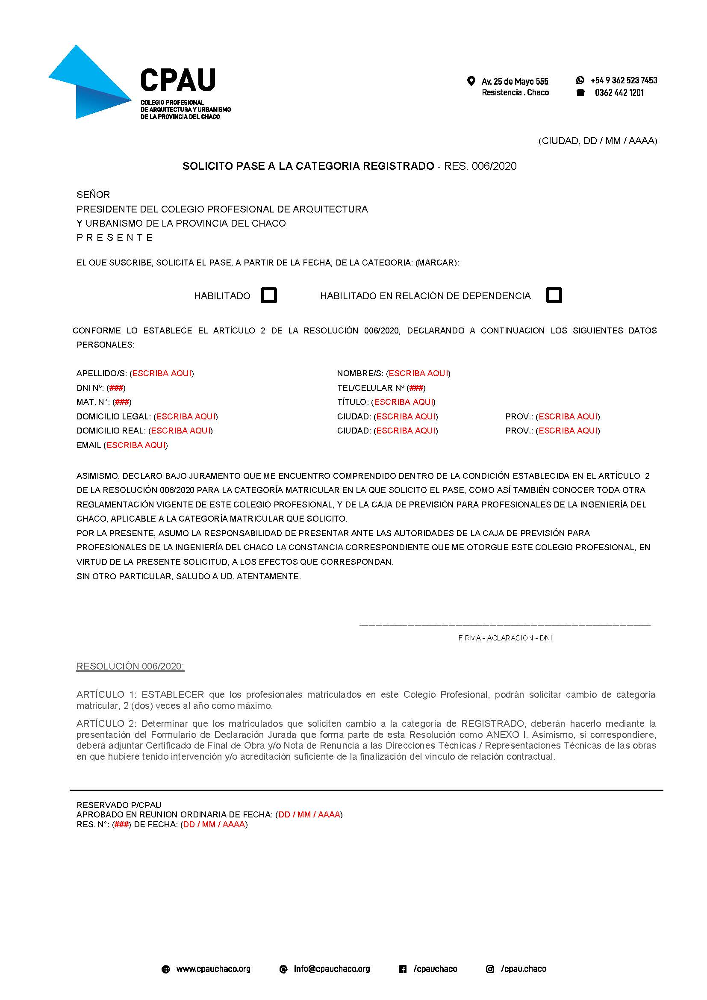 CPAU
COLEGIO PROFESIONAL
DE ARQUITECTURA Y URBANISMO
DE LA PROVINCIA DEL CHACO
Av. 25 de Mayo 555
Resistencia . Chaco
+54 9 362 523 7453
0362 442 1201
(CIUDAD, DD / MM / AAAA)
SOLICITO PASE A LA CATEGORIA REGISTRADO - RES. 006/2020
SEÑOR
PRESIDENTE DEL COLEGIO PROFESIONAL DE ARQUITECTURA
Y URBANISMO DE LA PROVINCIA DEL CHACO
P R E S E N T E
EL QUE SUSCRIBE, SOLICITA EL PASE, A PARTIR DE LA FECHA, DE LA CATEGORIA: (MARCAR):
HABILITADO HABILITADO EN RELACIÓN DE DEPENDENCIA
CONFORME LO ESTABLECE EL ARTÍCULO 2 DE LA RESOLUCIÓN 006/2020, DECLARANDO A CONTINUACION LOS SIGUIENTES DATOS
PERSONALES:
APELLIDO/S: (ESCRIBA AQUI) NOMBRE/S: (ESCRIBA AQUI)
DNI Nº: (###) TEL/CELULAR Nº (###)
MAT. N°: (###) TÍTULO: (ESCRIBA AQUI)
DOMICILIO LEGAL: (ESCRIBA AQUI) CIUDAD: (ESCRIBA AQUI) PROV.: (ESCRIBA AQUI)
DOMICILIO REAL: (ESCRIBA AQUI) CIUDAD: (ESCRIBA AQUI) PROV.: (ESCRIBA AQUI)
EMAIL (ESCRIBA AQUI)
ASIMISMO, DECLARO BAJO JURAMENTO QUE ME ENCUENTRO COMPRENDIDO DENTRO DE LA CONDICIÓN ESTABLECIDA EN EL ARTÍCULO 2
DE LA RESOLUCIÓN 006/2020 PARA LA CATEGORÍA MATRICULAR EN LA QUE SOLICITO EL PASE, COMO ASÍ TAMBIÉN CONOCER TODA OTRA
REGLAMENTACIÓN VIGENTE DE ESTE COLEGIO PROFESIONAL, Y DE LA CAJA DE PREVISIÓN PARA PROFESIONALES DE LA INGENIERÍA DEL
CHACO, APLICABLE A LA CATEGORÍA MATRICULAR QUE SOLICITO.
POR LA PRESENTE, ASUMO LA RESPONSABILIDAD DE PRESENTAR ANTE LAS AUTORIDADES DE LA CAJA DE PREVISIÓN PARA
PROFESIONALES DE LA INGENIERÍA DEL CHACO LA CONSTANCIA CORRESPONDIENTE QUE ME OTORGUE ESTE COLEGIO PROFESIONAL, EN
VIRTUD DE LA PRESENTE SOLICITUD, A LOS EFECTOS QUE CORRESPONDAN.
SIN OTRO PARTICULAR, SALUDO A UD. ATENTAMENTE.
FIRMA - ACLARACION - DNI
RESOLUCIÓN 006/2020:
ARTÍCULO 1: ESTABLECER que los profesionales matriculados en este Colegio Profesional, podrán solicitar cambio de categoría
matricular, 2 (dos) veces al año como máximo.
ARTÍCULO 2: Determinar que los matriculados que soliciten cambio a la categoría de REGISTRADO, deberán hacerlo mediante la
presentación del Formulario de Declaración Jurada que forma parte de esta Resolución como ANEXO I. Asimismo, si correspondiere,
deberá adjuntar Certificado de Final de Obra y/o Nota de Renuncia a las Direcciones Técnicas / Representaciones Técnicas de las obras
en que hubiere tenido intervención y/o acreditación suficiente de la finalización del vínculo de relación contractual.
RESERVADO P/CPAU
APROBADO EN REUNION ORDINARIA DE FECHA: (DD / MM / AAAA)
RES. N°: (###) DE FECHA: (DD / MM / AAAA)
www.cpauchaco.org info@cpauchaco.org /cpauchaco /cpau.chaco